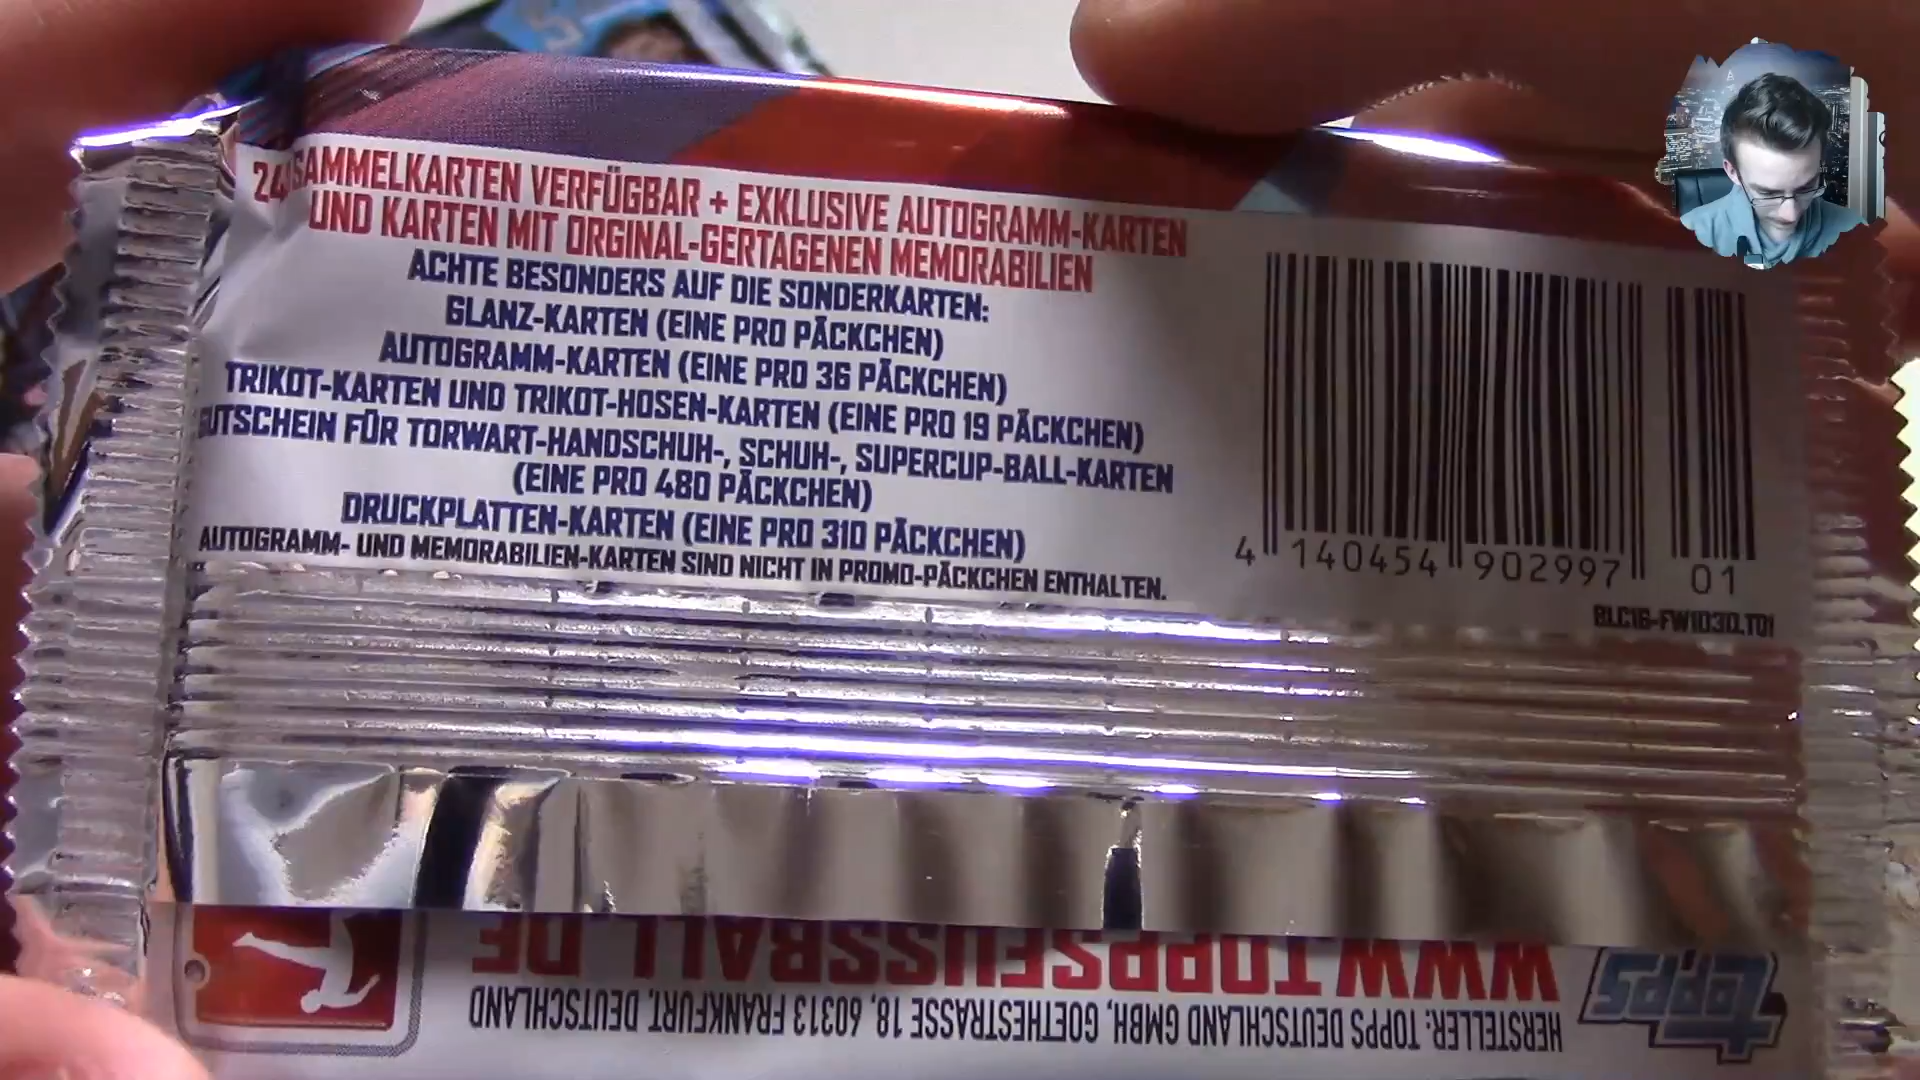 SAMMELKARTEN VERFÜGBAR + EXKLUSIVE AUTOGRAMM-KARTEN
UND KARTEN MIT ORGINAL-GERTAGENEN MEMORABILIEN
ACHTE BESONDERS AUF DIE SONDERKARTEN:
GLANZ-KARTEN (EINE PRO PÄCKCHEN)
AUTOGRAMM-KARTEN (EINE PRO 36 PÄCKCHEN)
TRIKOT-KARTEN UND TRIKOT-HOSEN-KARTEN (EINE PRO 19 PÄCKCHEN)
GUTSCHEIN FÜR TORWART-HANDSCHUH-, SCHUH-, SUPERCUP-BALL-KARTEN
(EINE PRO 480 PÄCKCHEN)
DRUCKPLATTEN-KARTEN (EINE PRO 310 PÄCKCHEN)
AUTOGRAMM- UND MEMORABILIEN-KARTEN SIND NICHT IN PROMO-PÄCKCHEN ENTHALTEN.
4 140454 902997 01
HERSTELLER: TOPPS DEUTSCHLAND GMBH, GOETHESTRASSE 18, 60313 FRANKFURT, DEUTSCHLAND
WWW.TOPPSFUSSBALL.DE
Topps